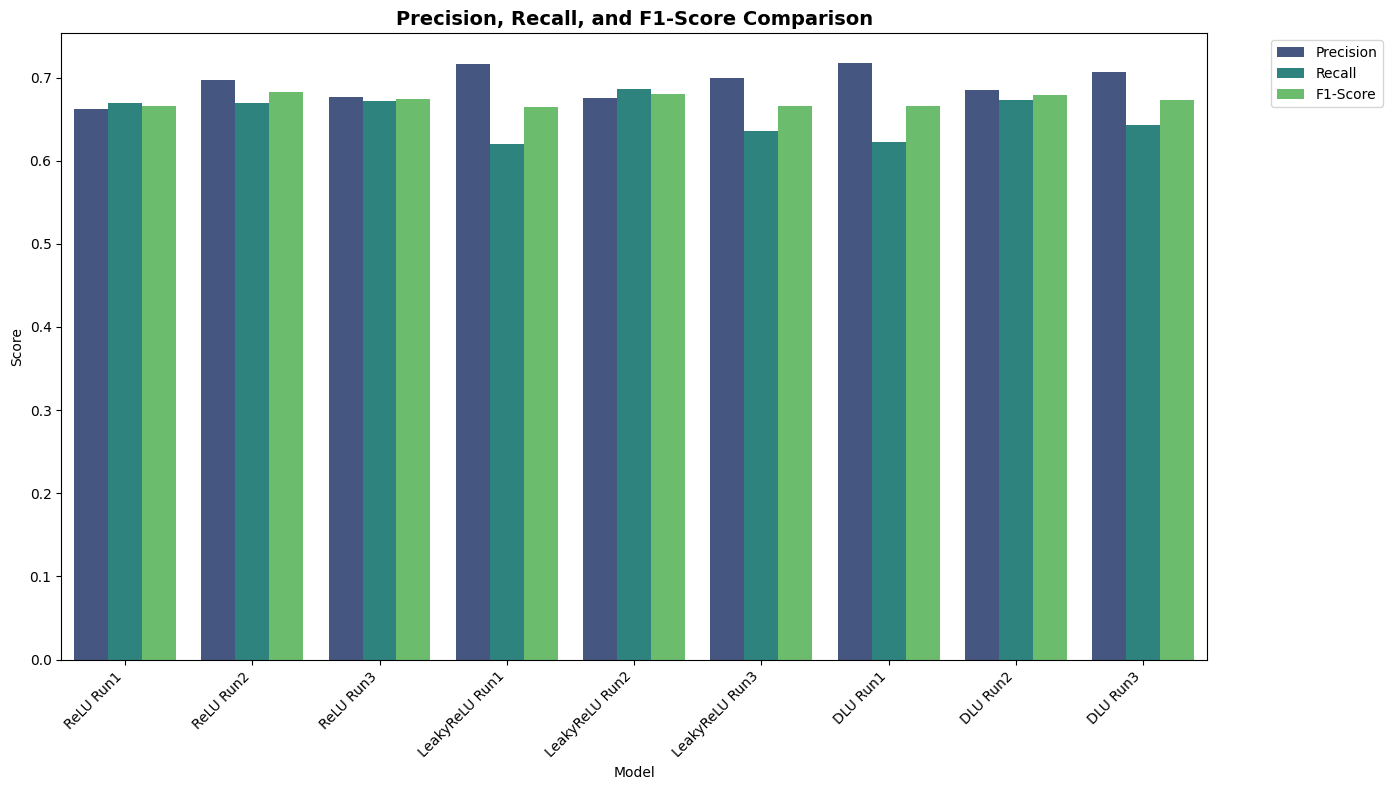 Precision, Recall, and F1-Score Comparison
Precision
Recall
F1-Score
Score
0.7
0.6
0.5
0.4
0.3
0.2
0.1
0.0
ReLU Run1
ReLU Run2
ReLU Run3
LeakyReLU Run1
LeakyReLU Run2
LeakyReLU Run3
DLU Run1
DLU Run2
DLU Run3
Model